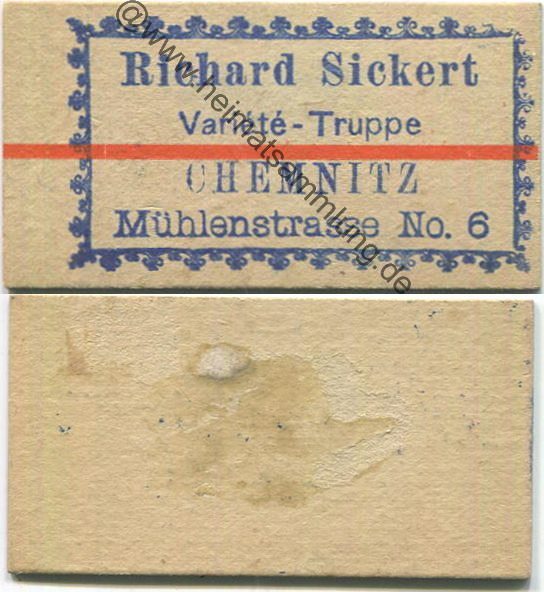 Richard Sickert
Varieté-Truppe
CHEMNITZ
Mühlenstrasse No. 6
@www.heimatsammlung.de